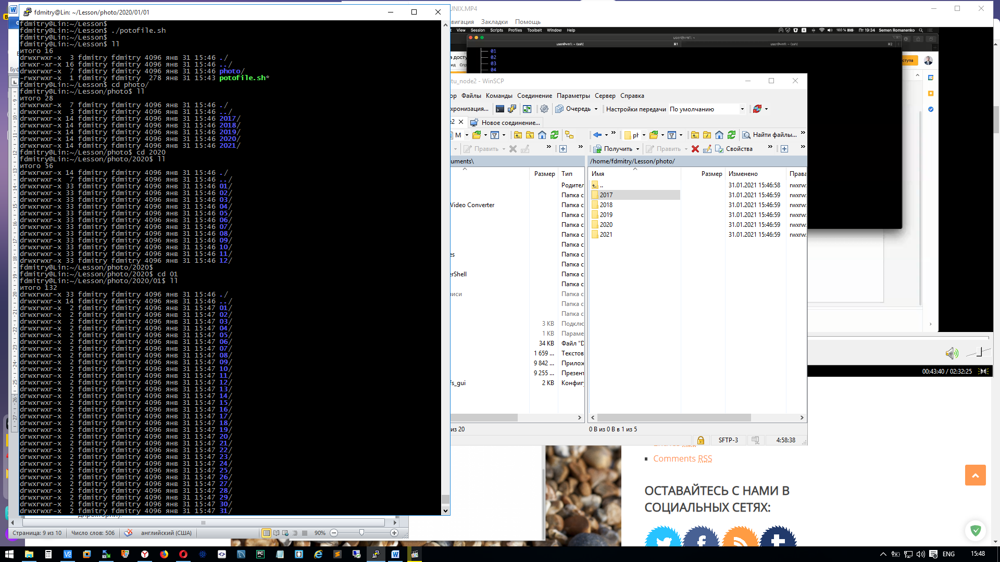 fdmitry@Lin: ~/Lesson/photo/2020/01/01
fdmitry@Lin:~/Lesson$
fdmitry@Lin:~/Lesson$ ./potofile.sh
fdmitry@Lin:~/Lesson$
fdmitry@Lin:~/Lesson$ ll
итого 16
drwxrwxr-x  3 fdmitry fdmitry 4096 янв 31 15:46 ./
drwxr-xr-x 16 fdmitry fdmitry 4096 янв 31 15:46 ../
drwxrwxr-x  7 fdmitry fdmitry 4096 янв 31 15:46 photo/
-rwxrwxr-x  1 fdmitry fdmitry  278 янв 31 15:43 potofile.sh*
fdmitry@Lin:~/Lesson$ cd photo/
fdmitry@Lin:~/Lesson/photo$ ll
итого 28
drwxrwxr-x  7 fdmitry fdmitry 4096 янв 31 15:46 ./
drwxrwxr-x  3 fdmitry fdmitry 4096 янв 31 15:46 ../
drwxrwxr-x 14 fdmitry fdmitry 4096 янв 31 15:46 2017/
drwxrwxr-x 14 fdmitry fdmitry 4096 янв 31 15:46 2018/
drwxrwxr-x 14 fdmitry fdmitry 4096 янв 31 15:46 2019/
drwxrwxr-x 14 fdmitry fdmitry 4096 янв 31 15:46 2020/
drwxrwxr-x 14 fdmitry fdmitry 4096 янв 31 15:46 2021/
fdmitry@Lin:~/Lesson/photo$ cd 2020
fdmitry@Lin:~/Lesson/photo/2020$ ll
итого 56
drwxrwxr-x 14 fdmitry fdmitry 4096 янв 31 15:46 ./
drwxrwxr-x  7 fdmitry fdmitry 4096 янв 31 15:46 ../
drwxrwxr-x 33 fdmitry fdmitry 4096 янв 31 15:46 01/
drwxrwxr-x 33 fdmitry fdmitry 4096 янв 31 15:46 02/
drwxrwxr-x 33 fdmitry fdmitry 4096 янв 31 15:46 03/
drwxrwxr-x 33 fdmitry fdmitry 4096 янв 31 15:46 04/
drwxrwxr-x 33 fdmitry fdmitry 4096 янв 31 15:46 05/
drwxrwxr-x 33 fdmitry fdmitry 4096 янв 31 15:46 06/
drwxrwxr-x 33 fdmitry fdmitry 4096 янв 31 15:46 07/
drwxrwxr-x 33 fdmitry fdmitry 4096 янв 31 15:46 08/
drwxrwxr-x 33 fdmitry fdmitry 4096 янв 31 15:46 09/
drwxrwxr-x 33 fdmitry fdmitry 4096 янв 31 15:46 10/
drwxrwxr-x 33 fdmitry fdmitry 4096 янв 31 15:46 11/
drwxrwxr-x 33 fdmitry fdmitry 4096 янв 31 15:46 12/
fdmitry@Lin:~/Lesson/photo/2020$
fdmitry@Lin:~/Lesson/photo/2020$ cd 01
fdmitry@Lin:~/Lesson/photo/2020/01$ ll
итого 132
drwxrwxr-x 33 fdmitry fdmitry 4096 янв 31 15:46 ./
drwxrwxr-x 14 fdmitry fdmitry 4096 янв 31 15:46 ../
drwxrwxr-x  2 fdmitry fdmitry 4096 янв 31 15:47 01/
drwxrwxr-x  2 fdmitry fdmitry 4096 янв 31 15:47 02/
drwxrwxr-x  2 fdmitry fdmitry 4096 янв 31 15:47 03/
drwxrwxr-x  2 fdmitry fdmitry 4096 янв 31 15:47 04/
drwxrwxr-x  2 fdmitry fdmitry 4096 янв 31 15:47 05/
drwxrwxr-x  2 fdmitry fdmitry 4096 янв 31 15:47 06/
drwxrwxr-x  2 fdmitry fdmitry 4096 янв 31 15:47 07/
drwxrwxr-x  2 fdmitry fdmitry 4096 янв 31 15:47 08/
drwxrwxr-x  2 fdmitry fdmitry 4096 янв 31 15:47 09/
drwxrwxr-x  2 fdmitry fdmitry 4096 янв 31 15:47 10/
drwxrwxr-x  2 fdmitry fdmitry 4096 янв 31 15:47 11/
drwxrwxr-x  2 fdmitry fdmitry 4096 янв 31 15:47 12/
drwxrwxr-x  2 fdmitry fdmitry 4096 янв 31 15:47 13/
drwxrwxr-x  2 fdmitry fdmitry 4096 янв 31 15:47 14/
drwxrwxr-x  2 fdmitry fdmitry 4096 янв 31 15:47 15/
drwxrwxr-x  2 fdmitry fdmitry 4096 янв 31 15:47 16/
drwxrwxr-x  2 fdmitry fdmitry 4096 янв 31 15:47 17/
drwxrwxr-x  2 fdmitry fdmitry 4096 янв 31 15:47 18/
drwxrwxr-x  2 fdmitry fdmitry 4096 янв 31 15:47 19/
drwxrwxr-x  2 fdmitry fdmitry 4096 янв 31 15:47 20/
drwxrwxr-x  2 fdmitry fdmitry 4096 янв 31 15:47 21/
drwxrwxr-x  2 fdmitry fdmitry 4096 янв 31 15:47 22/
drwxrwxr-x  2 fdmitry fdmitry 4096 янв 31 15:47 23/
drwxrwxr-x  2 fdmitry fdmitry 4096 янв 31 15:47 24/
drwxrwxr-x  2 fdmitry fdmitry 4096 янв 31 15:47 25/
drwxrwxr-x  2 fdmitry fdmitry 4096 янв 31 15:47 26/
drwxrwxr-x  2 fdmitry fdmitry 4096 янв 31 15:47 27/
drwxrwxr-x  2 fdmitry fdmitry 4096 янв 31 15:47 28/
drwxrwxr-x  2 fdmitry fdmitry 4096 янв 31 15:47 29/
drwxrwxr-x  2 fdmitry fdmitry 4096 янв 31 15:47 30/
drwxrwxr-x  2 fdmitry fdmitry 4096 янв 31 15:47 31/
Страница: 9 из 10 Число слов: 506 английский (США) 90%
UNIX.MP4
вигация Закладки Помощь
View Session Scripts Profiles Toolbelt Window Help 100 % Пт 19:34 Semen Romanenko
user@vm1: ~
user@vm1: ~ (ssh) ⌘1 user@vm1: ~ (ssh) ⌘2
01
02
03
04
tu_node2 - WinSCP
ор Файлы Команды Соединение Параметры Сервер Справка
хронизация... Очередь Настройки передачи По умолчанию
e2 Новое соединение...
М ph Найти файлы...
Править Получить Править Свойства
uments\ /home/fdmitry/Lesson/photo/
Размер Тип
Родител
Папка с
Video Converter Папка с
Папка с
Папка с
Папка с
Папка с
es Папка с
Папка с
erShell Папка с
Папка с
иси Папка с
Папка с
Папка с
3 KB Подклю
1 KB Параме
34 KB Файл "D
1 659 ... Текстов
9 842 ... Прилож
9 255 ... Презент
fs_gui 2 KB Конфиг
Имя Размер Изменено Права
.. 31.01.2021 15:46:58 rwxrw
2017 31.01.2021 15:46:59 rwxrw
2018 31.01.2021 15:46:59 rwxrw
2019 31.01.2021 15:46:59 rwxrw
2020 31.01.2021 15:46:59 rwxrw
2021 31.01.2021 15:46:59 rwxrw
из 20 0 B из 0 B в 1 из 5
SFTP-3 4:58:38
00:43:40 / 02:32:25
Comments RSS
ОСТАВАЙТЕСЬ С НАМИ В
СОЦИАЛЬНЫХ СЕТЯХ:
ENG 15:48